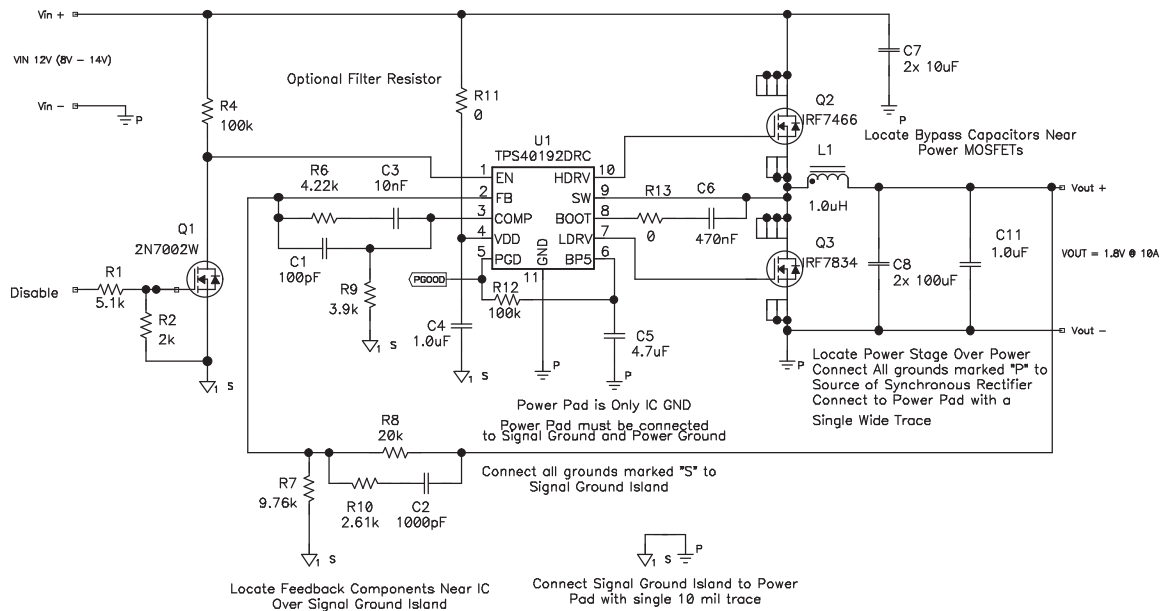 Vin +
VIN 12V (8V – 14V)
Vin -
P
R4
100k
Optional Filter Resistor
R11
0
C7
2x 10uF
P
Q2
IRF7466
Locate Bypass Capacitors Near
Power MOSFETs
U1
TPS40192DRC
1 EN HDRV 10
2 FB SW 9
3 COMP BOOT 8
4 VDD LDRV 7
5 PGD BP5 6
GND
11
R6
4.22k
C3
10nF
C1
100pF
R9
3.9k
S
PGOOD
R12
100k
C4
1.0uF
S
C5
4.7uF
P
P
R13
0
C6
470nF
L1
1.0uH
Q3
IRF7834
P
C8
2x 100uF
C11
1.0uF
Vout +
VOUT = 1.8V @ 10A
Vout -
Q1
2N7002W
Disable
R1
5.1k
R2
2k
S
Locate Power Stage Over Power
Connect All grounds marked "P" to
Source of Synchronous Rectifier
Connect to Power Pad with a
Single Wide Trace
Power Pad is Only IC GND
Power Pad must be connected
to Signal Ground and Power Ground
R8
20k
R7
9.76k
R10
2.61k
C2
1000pF
1 S
Connect all grounds marked "S" to
Signal Ground Island
1 S
P
Locate Feedback Components Near IC
Over Signal Ground Island
Connect Signal Ground Island to Power
Pad with single 10 mil trace